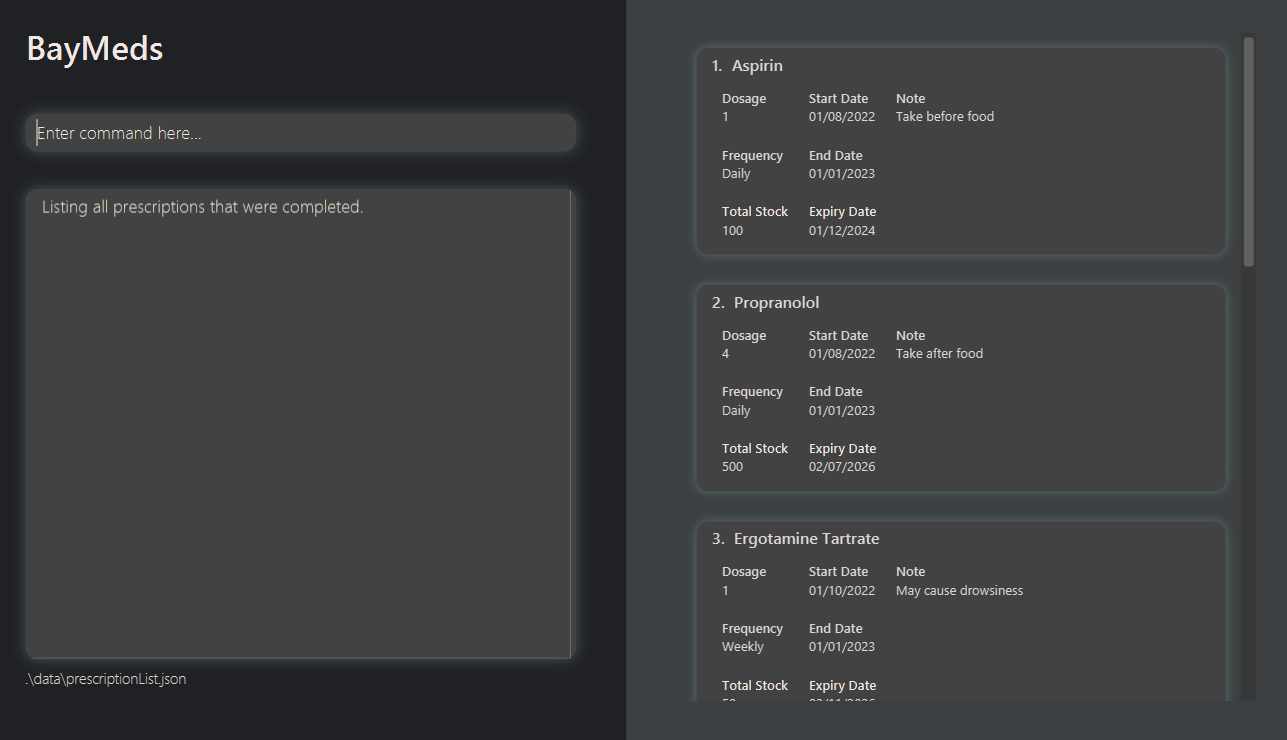 BayMeds
Enter command here...
Listing all prescriptions that were completed.
.\data\prescriptionList.json
1. Aspirin
Dosage Start Date Note
1 01/08/2022 Take before food
Frequency End Date
Daily 01/01/2023
Total Stock Expiry Date
100 01/12/2024
2. Propranolol
Dosage Start Date Note
4 01/08/2022 Take after food
Frequency End Date
Daily 01/01/2023
Total Stock Expiry Date
500 02/07/2026
3. Ergotamine Tartrate
Dosage Start Date Note
1 01/10/2022 May cause drowsiness
Frequency End Date
Weekly 01/01/2023
Total Stock Expiry Date